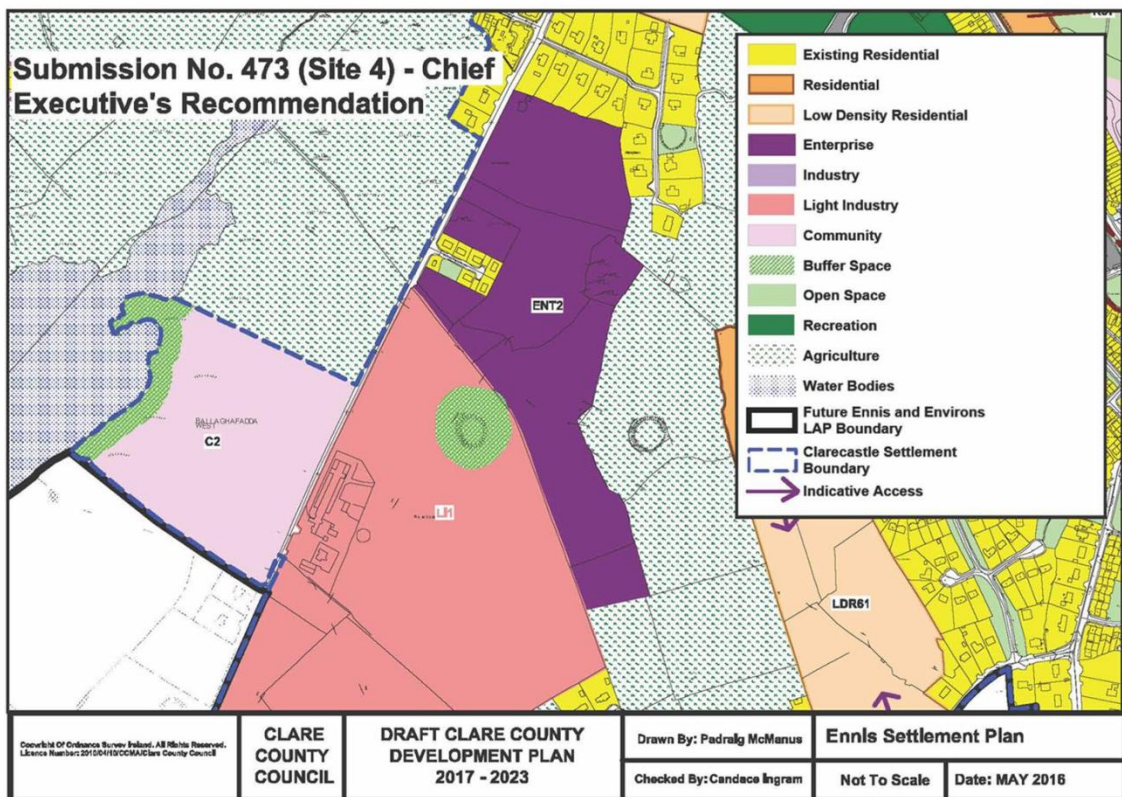 Submission No. 473 (Site 4) - Chief
Executive's Recommendation
Existing Residential
Residential
Low Density Residential
Enterprise
Industry
Light Industry
Community
Buffer Space
Open Space
Recreation
Agriculture
Water Bodies
Future Ennis and Environs
LAP Boundary
Clarecastle Settlement
Boundary
Indicative Access
ENT2
BALLAGHAFADDA
WEST
C2
LI1
LDR61
Copyright Of Ordnance Survey Ireland. All Rights Reserved.
Licence Number: 2010/04/10/CCMA/Clare County Council
CLARE
COUNTY
COUNCIL
DRAFT CLARE COUNTY
DEVELOPMENT PLAN
2017 - 2023
Drawn By: Padraig McManus
Checked By: Candace Ingram
Ennis Settlement Plan
Not To Scale
Date: MAY 2016